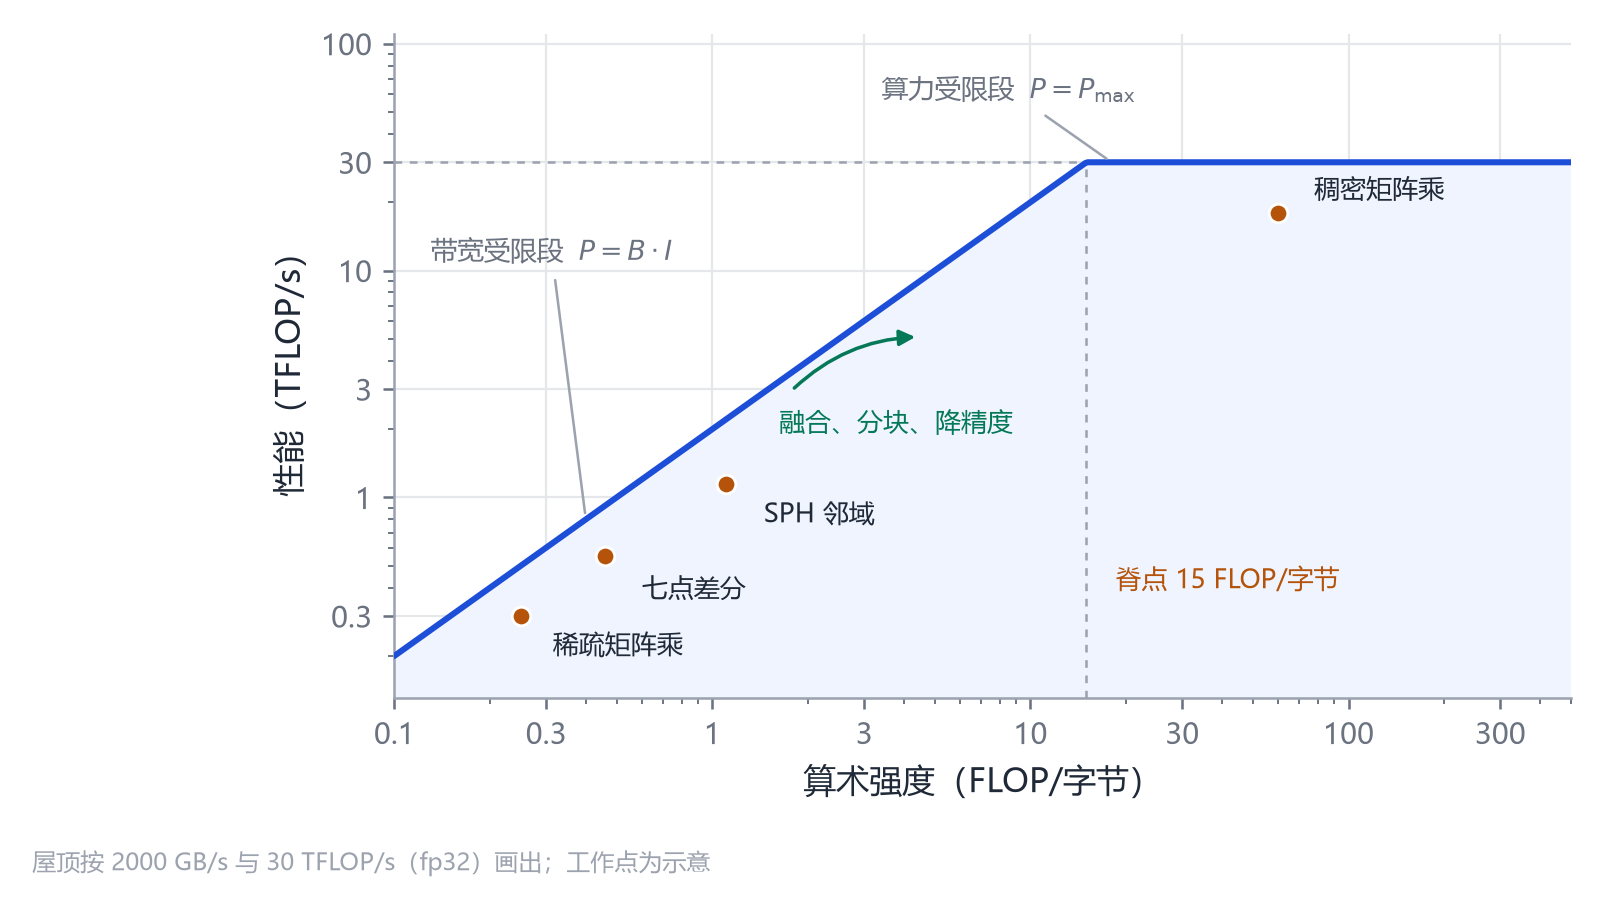 100
算力受限段 P = Pmax
30
稠密矩阵乘
带宽受限段 P = B · I
10
性能（TFLOP/s）
3
融合、分块、降精度
1
SPH 邻域
七点差分
脊点 15 FLOP/字节
0.3
稀疏矩阵乘
0.1 0.3 1 3 10 30 100 300
算术强度（FLOP/字节）
屋顶按 2000 GB/s 与 30 TFLOP/s（fp32）画出；工作点为示意